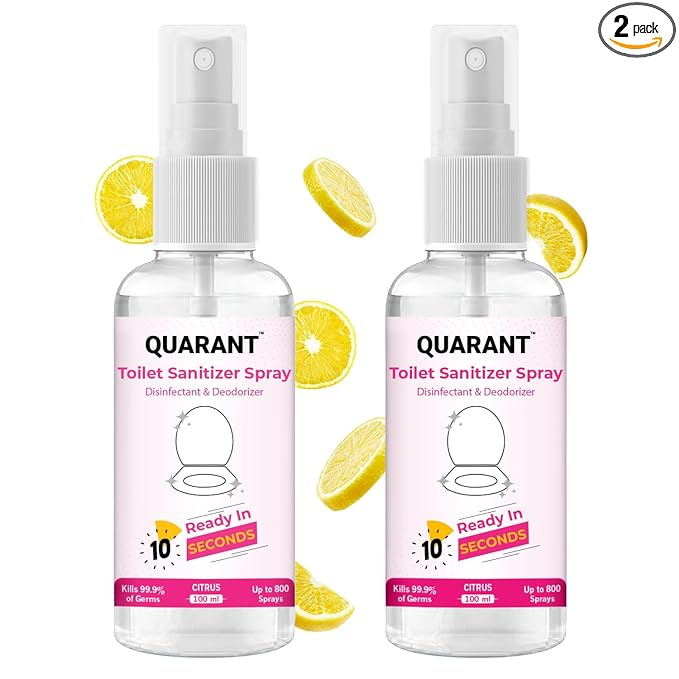 2 pack
QUARANT™
Toilet Sanitizer Spray
Disinfectant & Deodorizer
10
Ready In
SECONDS
Kills 99.9%
of Germs
CITRUS
100 ml
Up to 800
Sprays
QUARANT™
Toilet Sanitizer Spray
Disinfectant & Deodorizer
10
Ready In
SECONDS
Kills 99.9%
of Germs
CITRUS
100 ml
Up to 800
Sprays